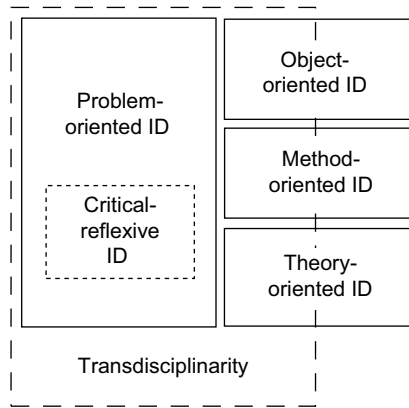 Problem-
oriented ID
Critical-
reflexive
ID
Object-
oriented ID
Method-
oriented ID
Theory-
oriented ID
Transdisciplinarity